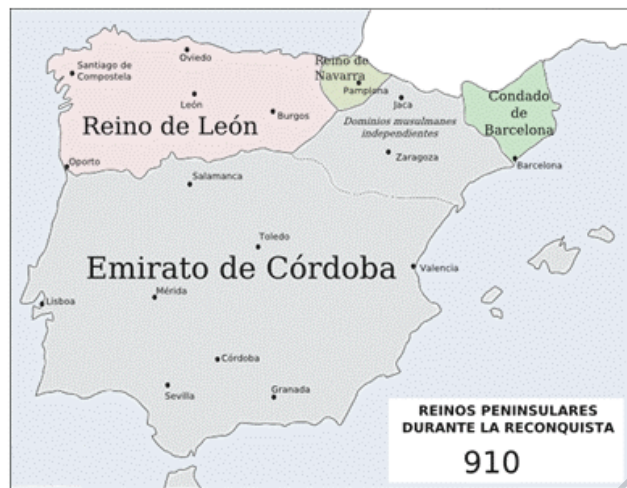 Oviedo
Santiago de
Compostela
Reino de
Navarra
Pamplona
León
Burgos
Reino de León
Jaca
Condado
de
Barcelona
Dominios musulmanes
independientes
Oporto
Zaragoza
Barcelona
Salamanca
Toledo
Emirato de Córdoba
Valencia
Mérida
Lisboa
Córdoba
Sevilla
Granada
REINOS PENINSULARES
DURANTE LA RECONQUISTA
910